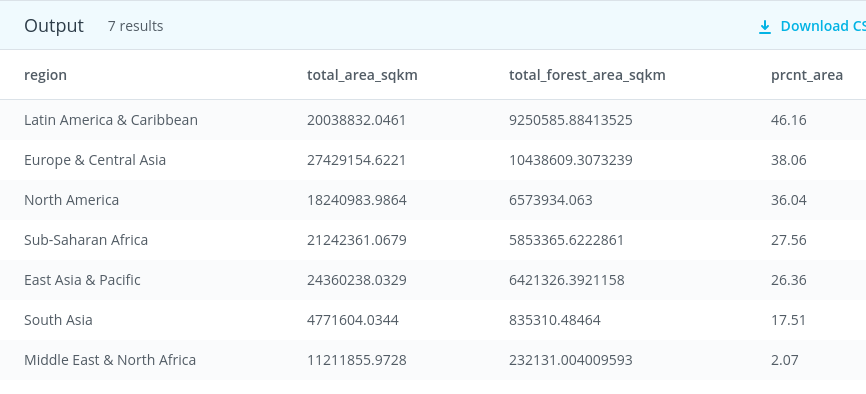 Output 7 results Download CS
region total_area_sqkm total_forest_area_sqkm prcnt_area
Latin America & Caribbean 20038832.0461 9250585.88413525 46.16
Europe & Central Asia 27429154.6221 10438609.3073239 38.06
North America 18240983.9864 6573934.063 36.04
Sub-Saharan Africa 21242361.0679 5853365.6222861 27.56
East Asia & Pacific 24360238.0329 6421326.3921158 26.36
South Asia 4771604.0344 835310.48464 17.51
Middle East & North Africa 11211855.9728 232131.004009593 2.07